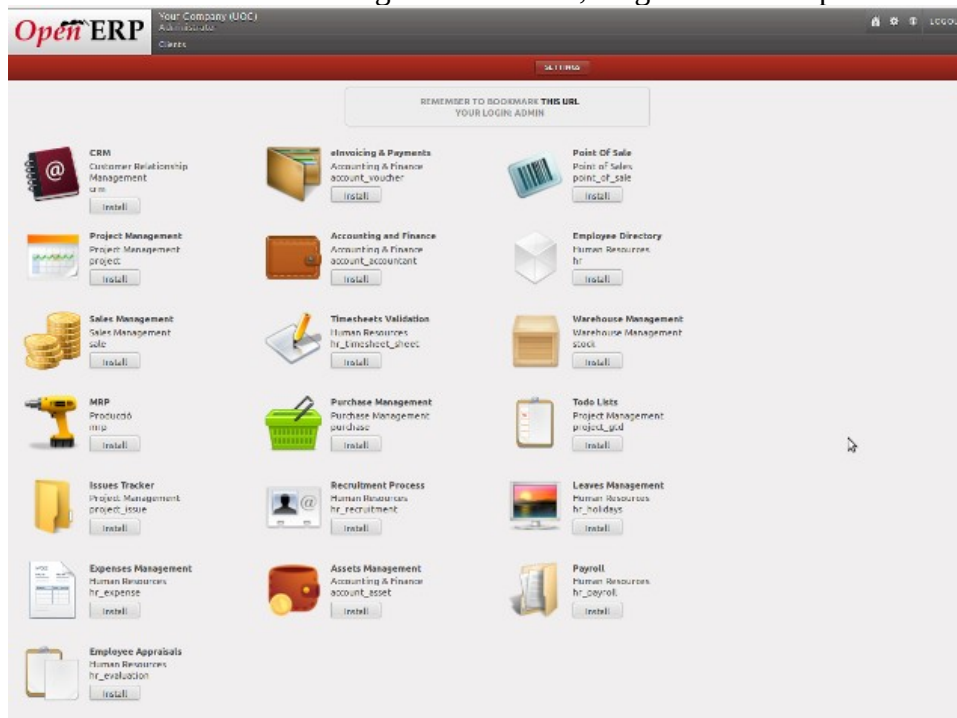 Open ERP
Your Company (UOC)
Administrator
Clients
LOGOU
SETTINGS
REMEMBER TO BOOKMARK THIS URL
YOUR LOGIN: ADMIN
CRM
Customer Relationship
Management
crm
Install
eInvoicing & Payments
Accounting & Finance
account_voucher
Install
Point Of Sale
Point of Sales
point_of_sale
Install
Project Management
Project Management
project
Install
Accounting and Finance
Accounting & Finance
account_accountant
Install
Employee Directory
Human Resources
hr
Install
Sales Management
Sales Management
sale
Install
Timesheets Validation
Human Resources
hr_timesheet_sheet
Install
Warehouse Management
Warehouse Management
stock
Install
MRP
Producció
mrp
Install
Purchase Management
Purchase Management
purchase
Install
Todo Lists
Project Management
project_gtd
Install
Issues Tracker
Project Management
project_issue
Install
Recruitment Process
Human Resources
hr_recruitment
Install
Leaves Management
Human Resources
hr_holidays
Install
Expenses Management
Human Resources
hr_expense
Install
Assets Management
Accounting & Finance
account_asset
Install
Payroll
Human Resources
hr_payroll
Install
Employee Appraisals
Human Resources
hr_evaluation
Install